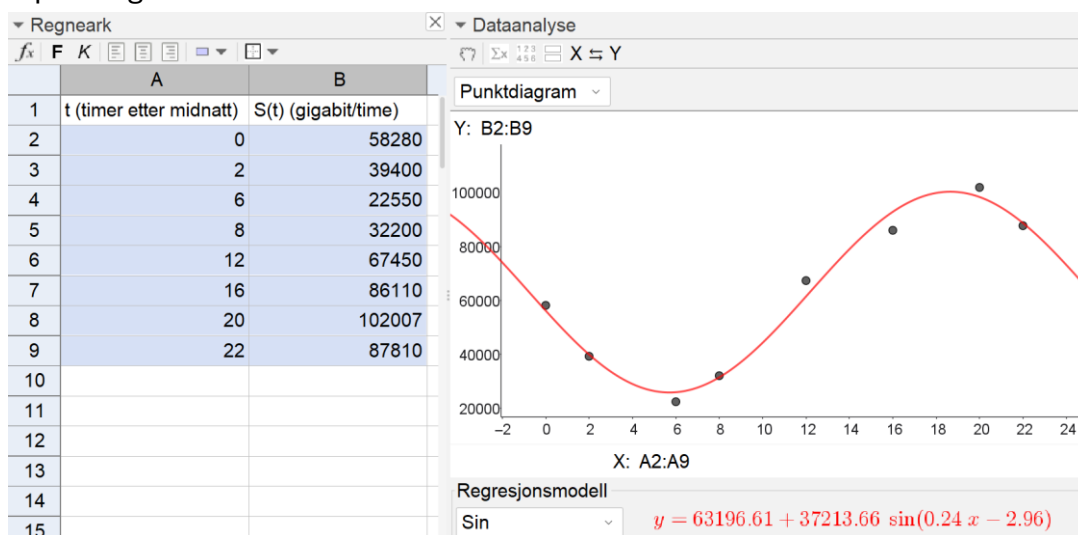 Regneark
Dataanalyse
fx F K
Σx 123 456 X ⇆ Y
A B
Punktdiagram
1 t (timer etter midnatt) S(t) (gigabit/time)
2 0 58280
3 2 39400
4 6 22550
5 8 32200
6 12 67450
7 16 86110
8 20 102007
9 22 87810
10
11
12
13
14
15
Y: B2:B9
100000
80000
60000
40000
20000
−2 0 2 4 6 8 10 12 14 16 18 20 22 24
X: A2:A9
Regresjonsmodell
Sin
y = 63196.61 + 37213.66 sin(0.24 x − 2.96)